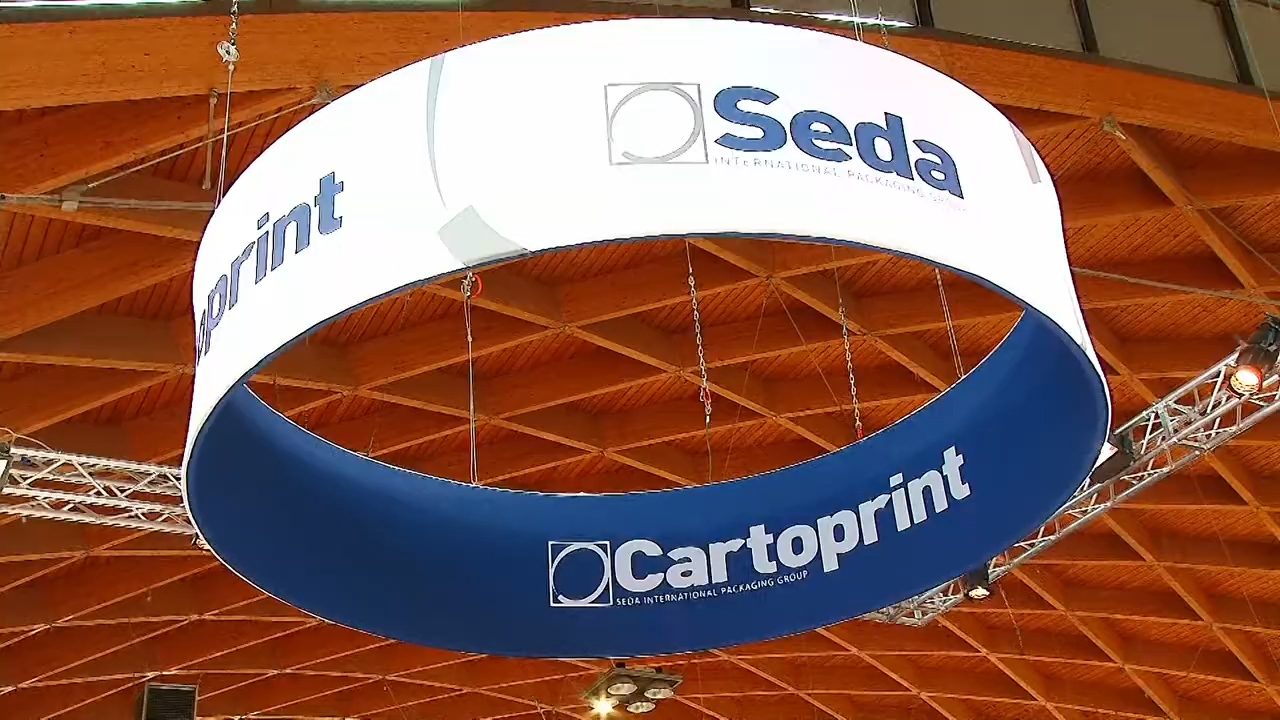 Seda
INTERNATIONAL PACKAGING GROUP
print
Cartoprint
SEDA INTERNATIONAL PACKAGING GROUP